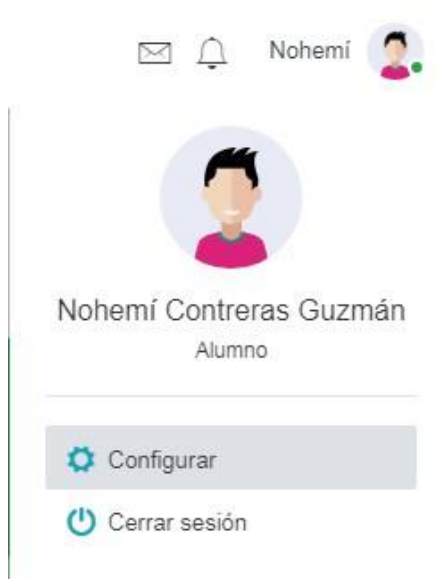 Nohemí
Nohemí Contreras Guzmán
Alumno
Configurar
Cerrar sesión